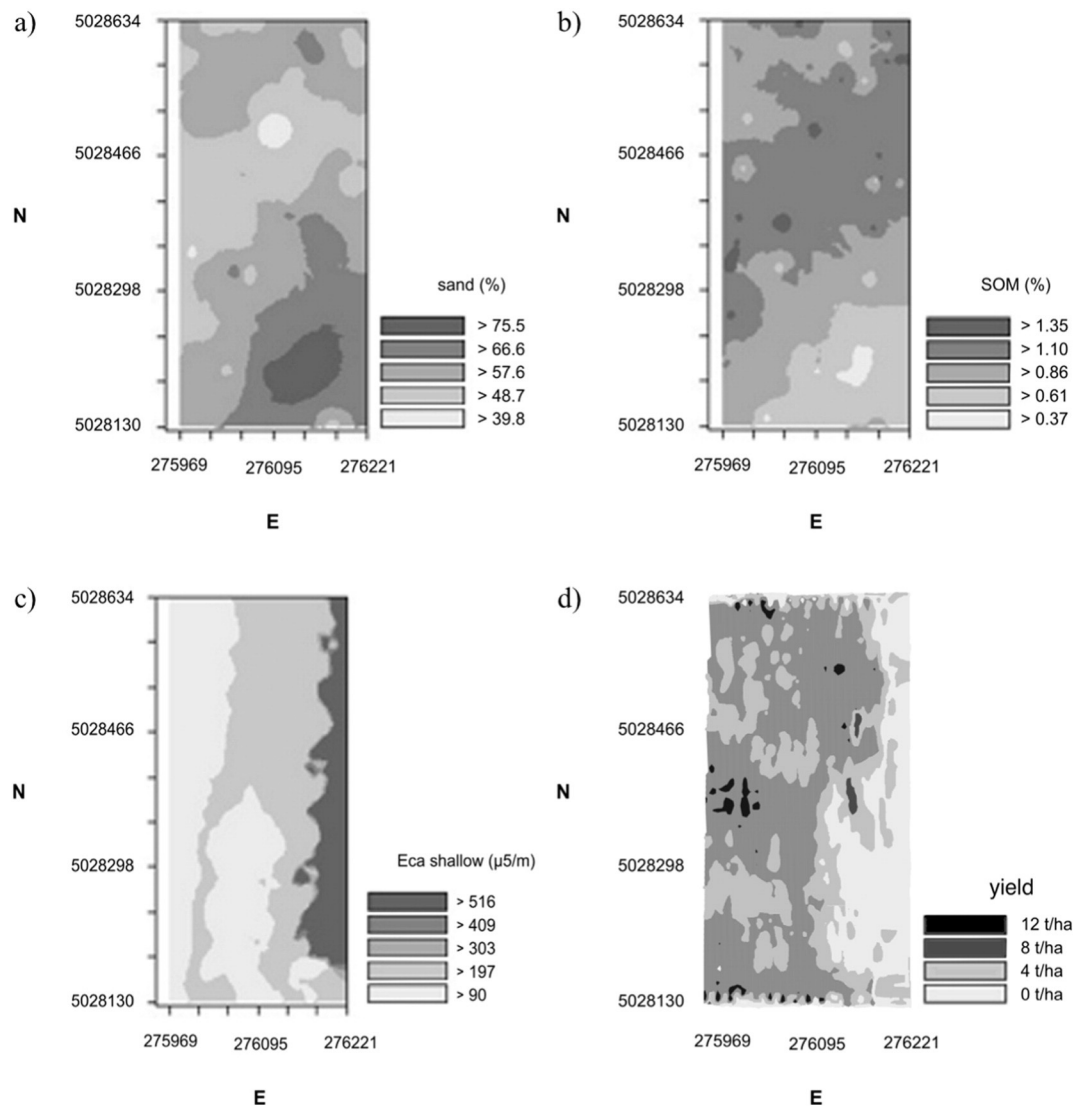 a)
5028634
5028466
N
5028298
5028130
275969 276095 276221
E
sand (%)
> 75.5
> 66.6
> 57.6
> 48.7
> 39.8
b)
5028634
5028466
N
5028298
5028130
275969 276095 276221
E
SOM (%)
> 1.35
> 1.10
> 0.86
> 0.61
> 0.37
c)
5028634
5028466
N
5028298
5028130
275969 276095 276221
E
Eca shallow (µ5/m)
> 516
> 409
> 303
> 197
> 90
d)
5028634
5028466
N
5028298
5028130
275969 276095 276221
E
yield
12 t/ha
8 t/ha
4 t/ha
0 t/ha